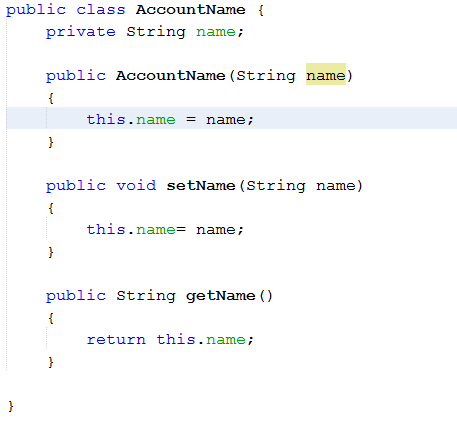 public class AccountName {
    private String name;

    public AccountName(String name)
    {
        this.name = name;
    }

    public void setName(String name)
    {
        this.name= name;
    }

    public String getName()
    {
        return this.name;
    }

}